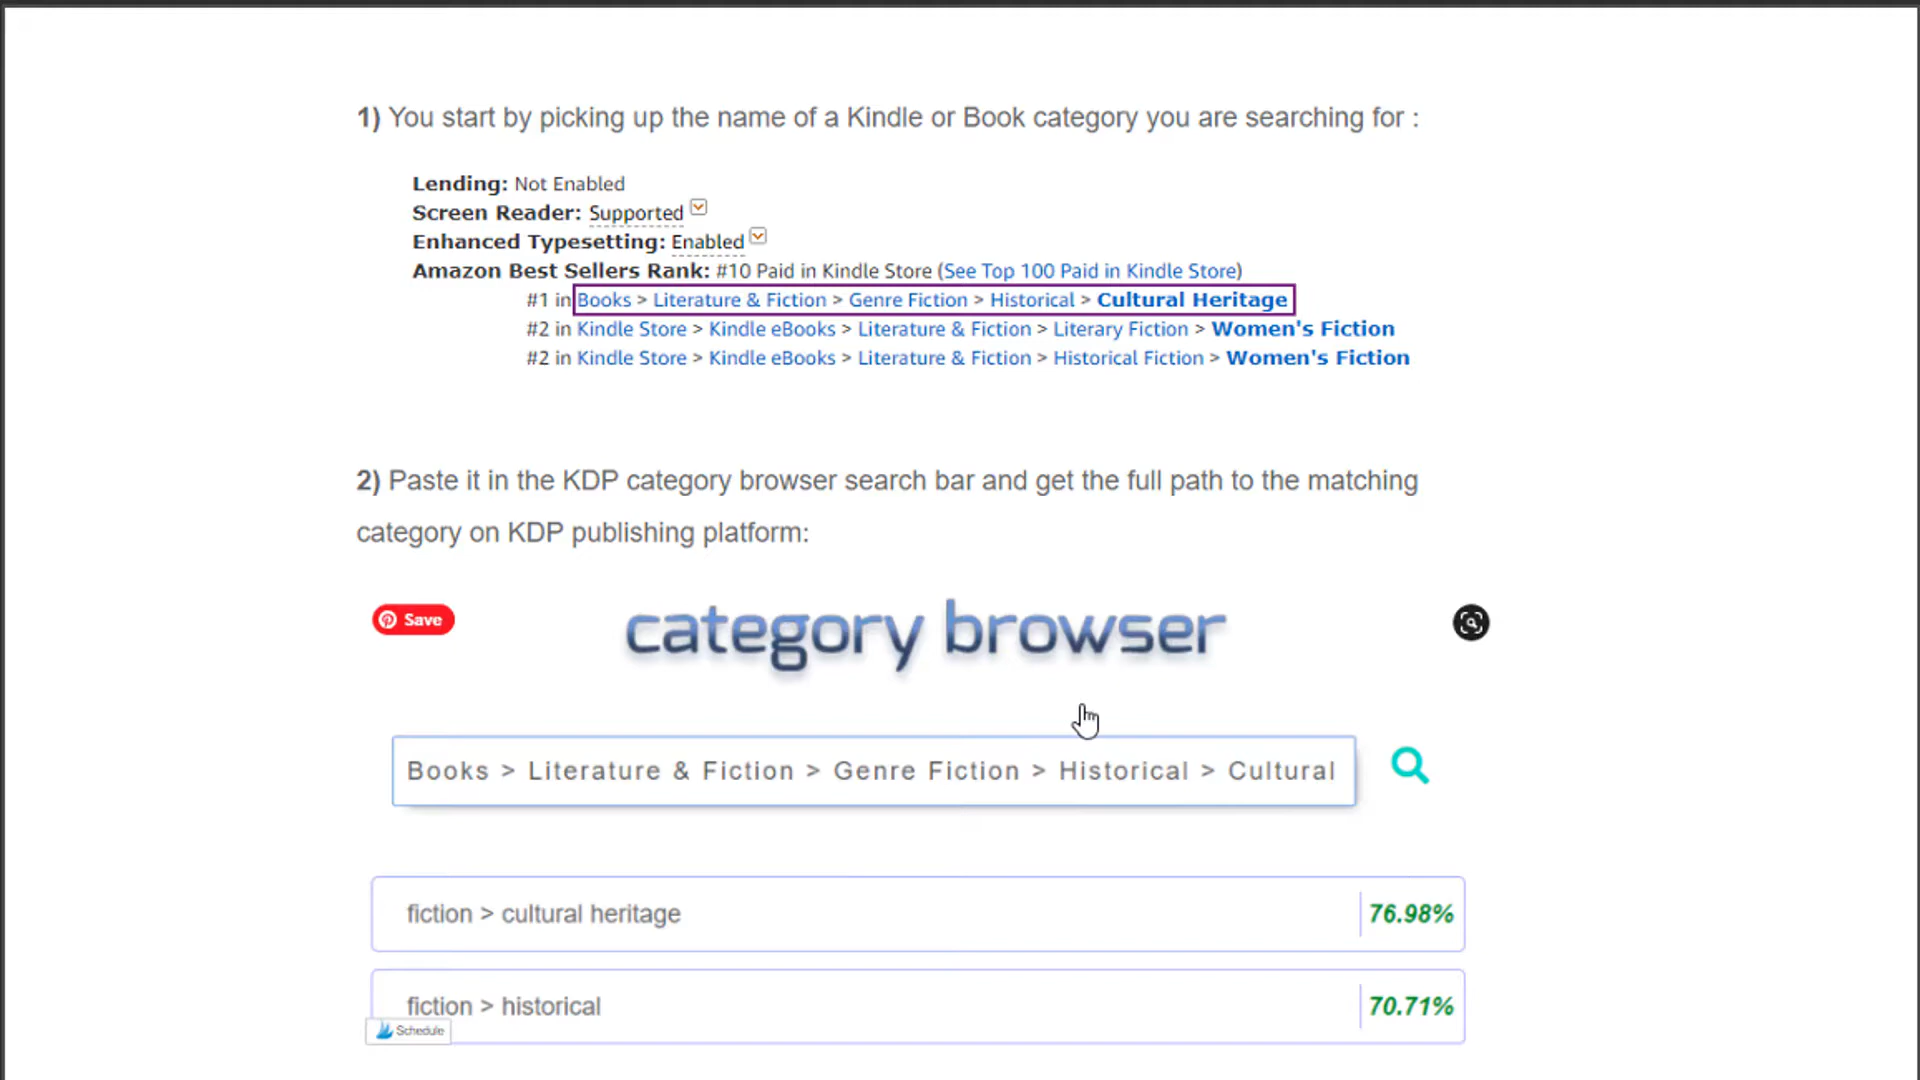 1) You start by picking up the name of a Kindle or Book category you are searching for :
Lending: Not Enabled
Screen Reader: Supported
Enhanced Typesetting: Enabled
Amazon Best Sellers Rank: #10 Paid in Kindle Store (See Top 100 Paid in Kindle Store)
#1 in Books > Literature & Fiction > Genre Fiction > Historical > Cultural Heritage
#2 in Kindle Store > Kindle eBooks > Literature & Fiction > Literary Fiction > Women's Fiction
#2 in Kindle Store > Kindle eBooks > Literature & Fiction > Historical Fiction > Women's Fiction
2) Paste it in the KDP category browser search bar and get the full path to the matching
category on KDP publishing platform:
Save
category browser
Books > Literature & Fiction > Genre Fiction > Historical > Cultural
fiction > cultural heritage 76.98%
fiction > historical 70.71%
Schedule